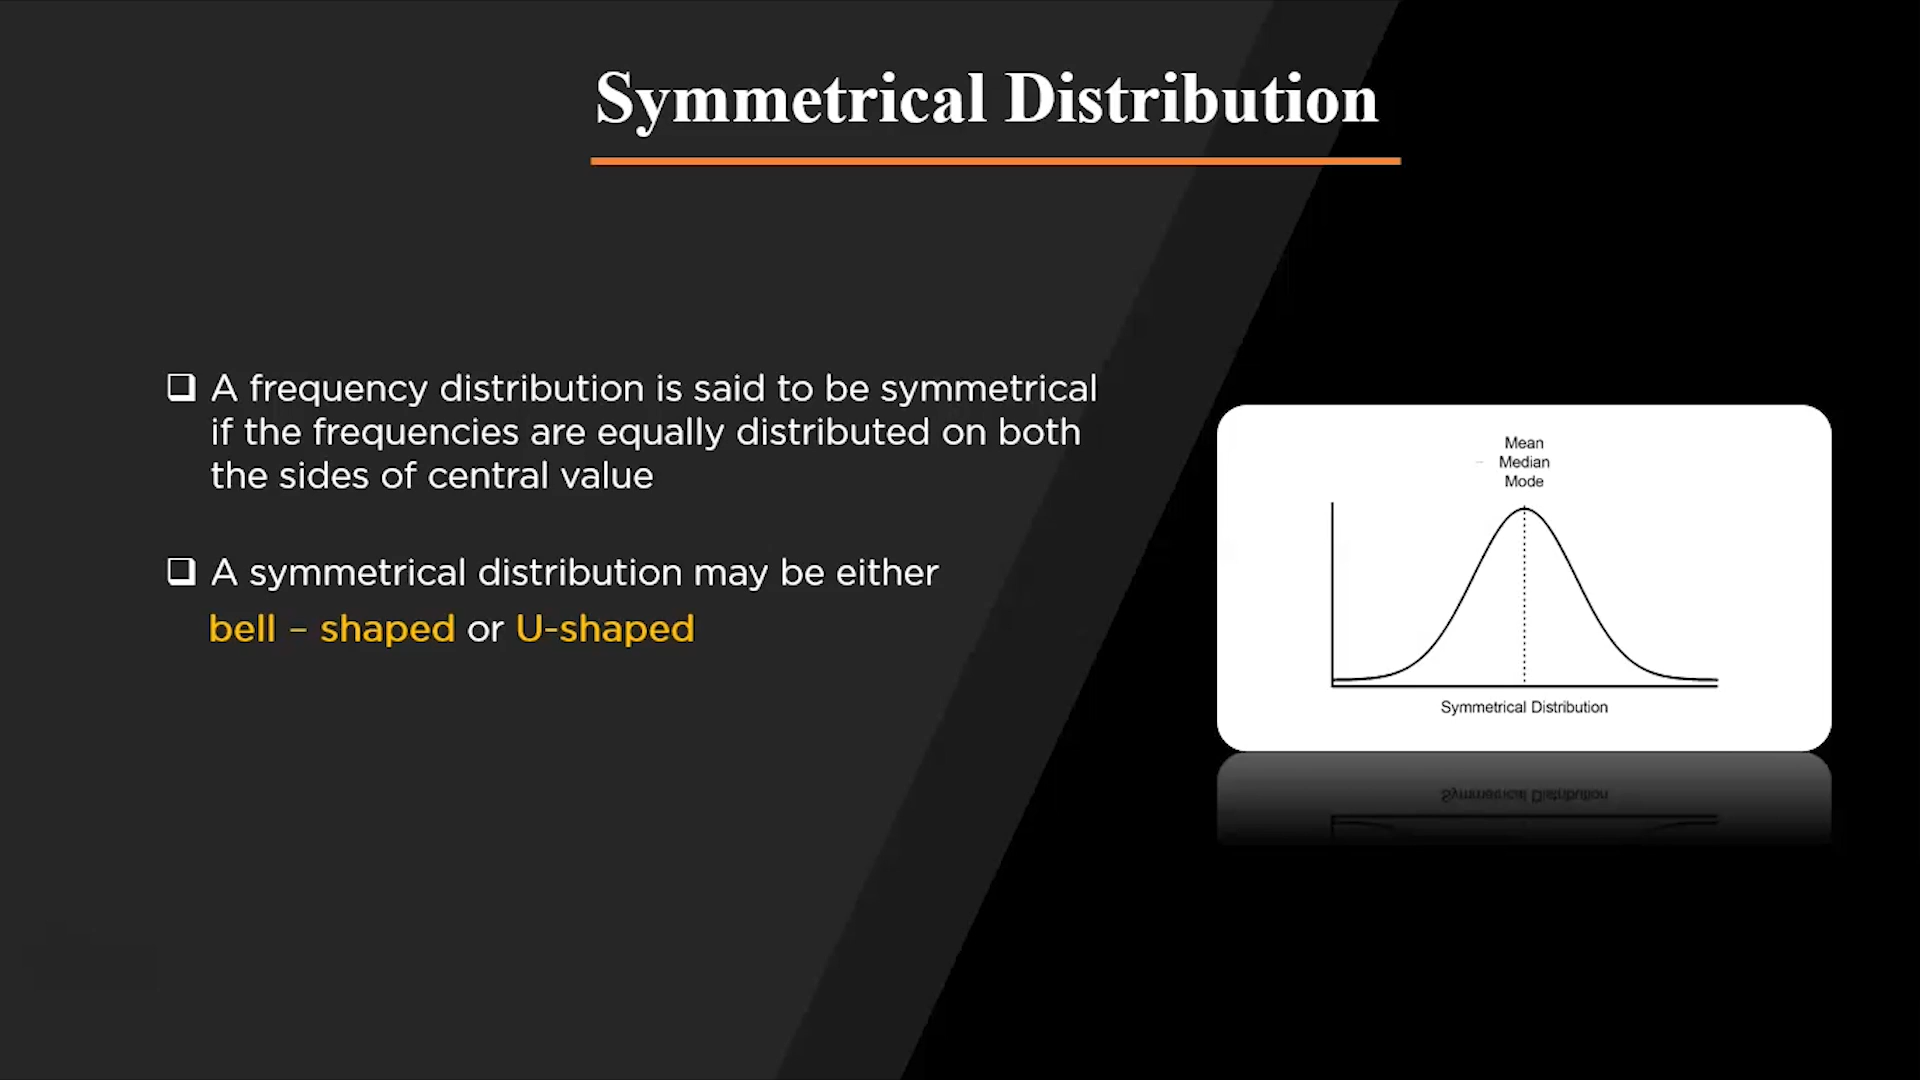 Symmetrical Distribution
❑ A frequency distribution is said to be symmetrical
if the frequencies are equally distributed on both
the sides of central value
❑ A symmetrical distribution may be either
bell – shaped or U-shaped
Mean
Median
Mode
Symmetrical Distribution